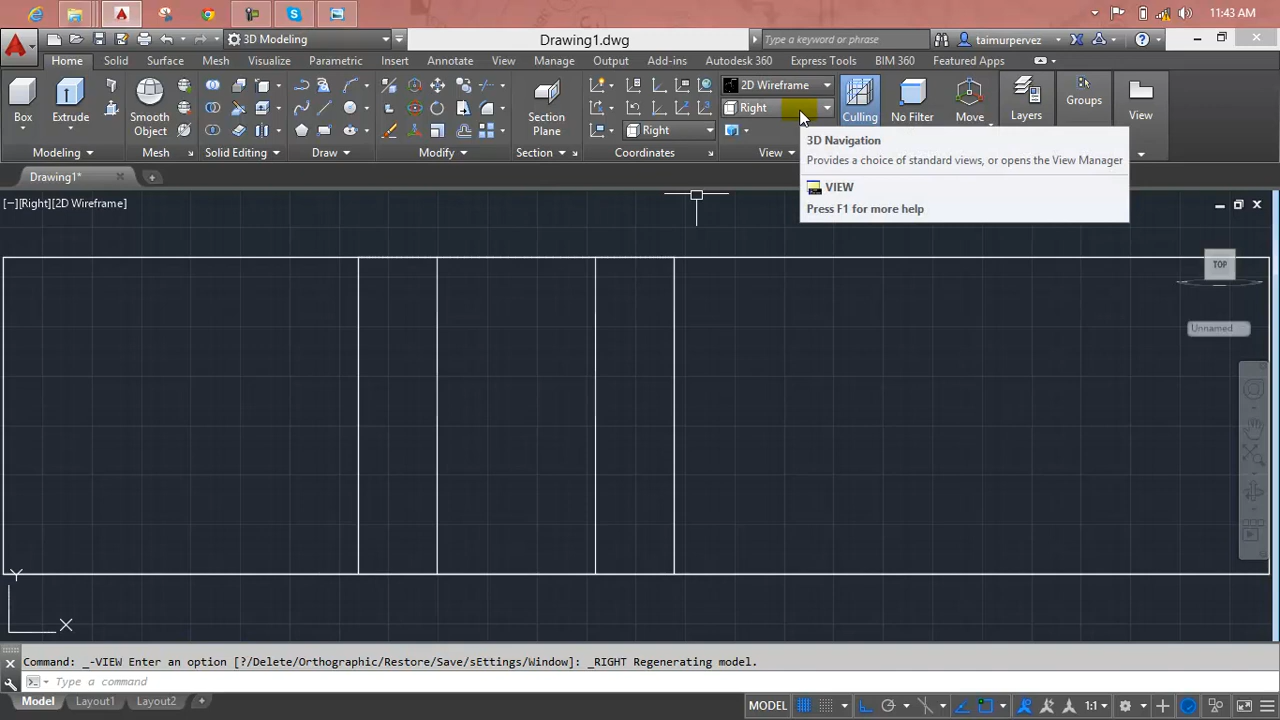 11:43 AM
3D Modeling
Drawing1.dwg
Type a keyword or phrase
taimurpervez
Home
Solid
Surface
Mesh
Visualize
Parametric
Insert
Annotate
View
Manage
Output
Add-ins
Autodesk 360
Express Tools
BIM 360
Featured Apps
Box
Extrude
Smooth
Object
Section
Plane
Right
2D Wireframe
Right
Culling
No Filter
Move
Layers
Groups
View
Modeling
Mesh
Solid Editing
Draw
Modify
Section
Coordinates
View
3D Navigation
Provides a choice of standard views, or opens the View Manager
VIEW
Press F1 for more help
Drawing1*
[−][Right][2D Wireframe]
TOP
Unnamed
Y
X
Command: _-VIEW Enter an option [?/Delete/Orthographic/Restore/Save/sEttings/Window]: _RIGHT Regenerating model.
Type a command
Model
Layout1
Layout2
MODEL
1:1